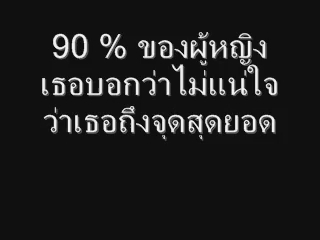 90 % ของผู้หญิง
เธอบอกว่าไม่แน่ใจ
ว่าเธอถึงจุดสุดยอด